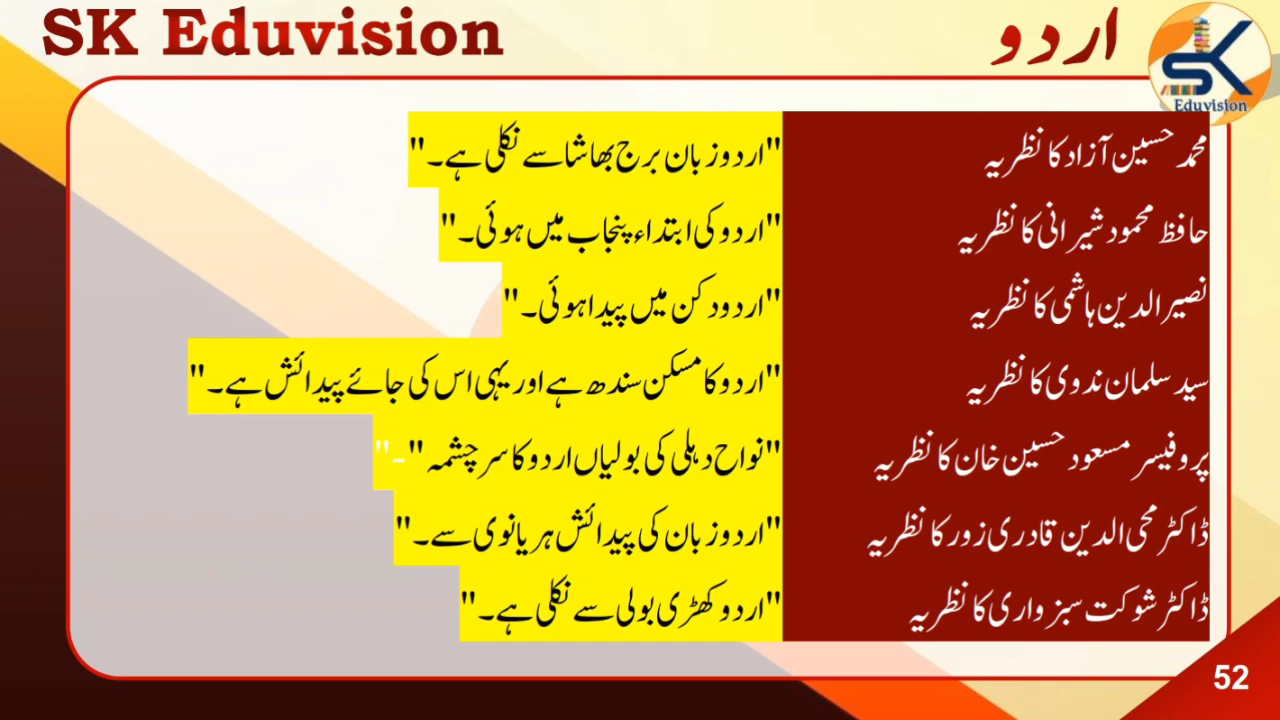 SK Eduvision
اردو
SK
Eduvision
محمد حسین آزاد کا نظریہ "اردو زبان برج بھاشا سے نکلی ہے۔"
حافظ محمود شیرانی کا نظریہ "اردو کی ابتداء پنجاب میں ہوئی۔"
نصیر الدین ہاشمی کا نظریہ "اردو دکن میں پیدا ہوئی۔"
سید سلمان ندوی کا نظریہ "اردو کا مسکن سندھ ہے اور یہی اس کی جائے پیدائش ہے۔"
پروفیسر مسعود حسین خان کا نظریہ "نواح دہلی کی بولیاں اردو کا سرچشمہ"-"
ڈاکٹر محی الدین قادری زور کا نظریہ "اردو زبان کی پیدائش ہریانوی سے۔"
ڈاکٹر شوکت سبزواری کا نظریہ "اردو کھڑی بولی سے نکلی ہے۔"
52